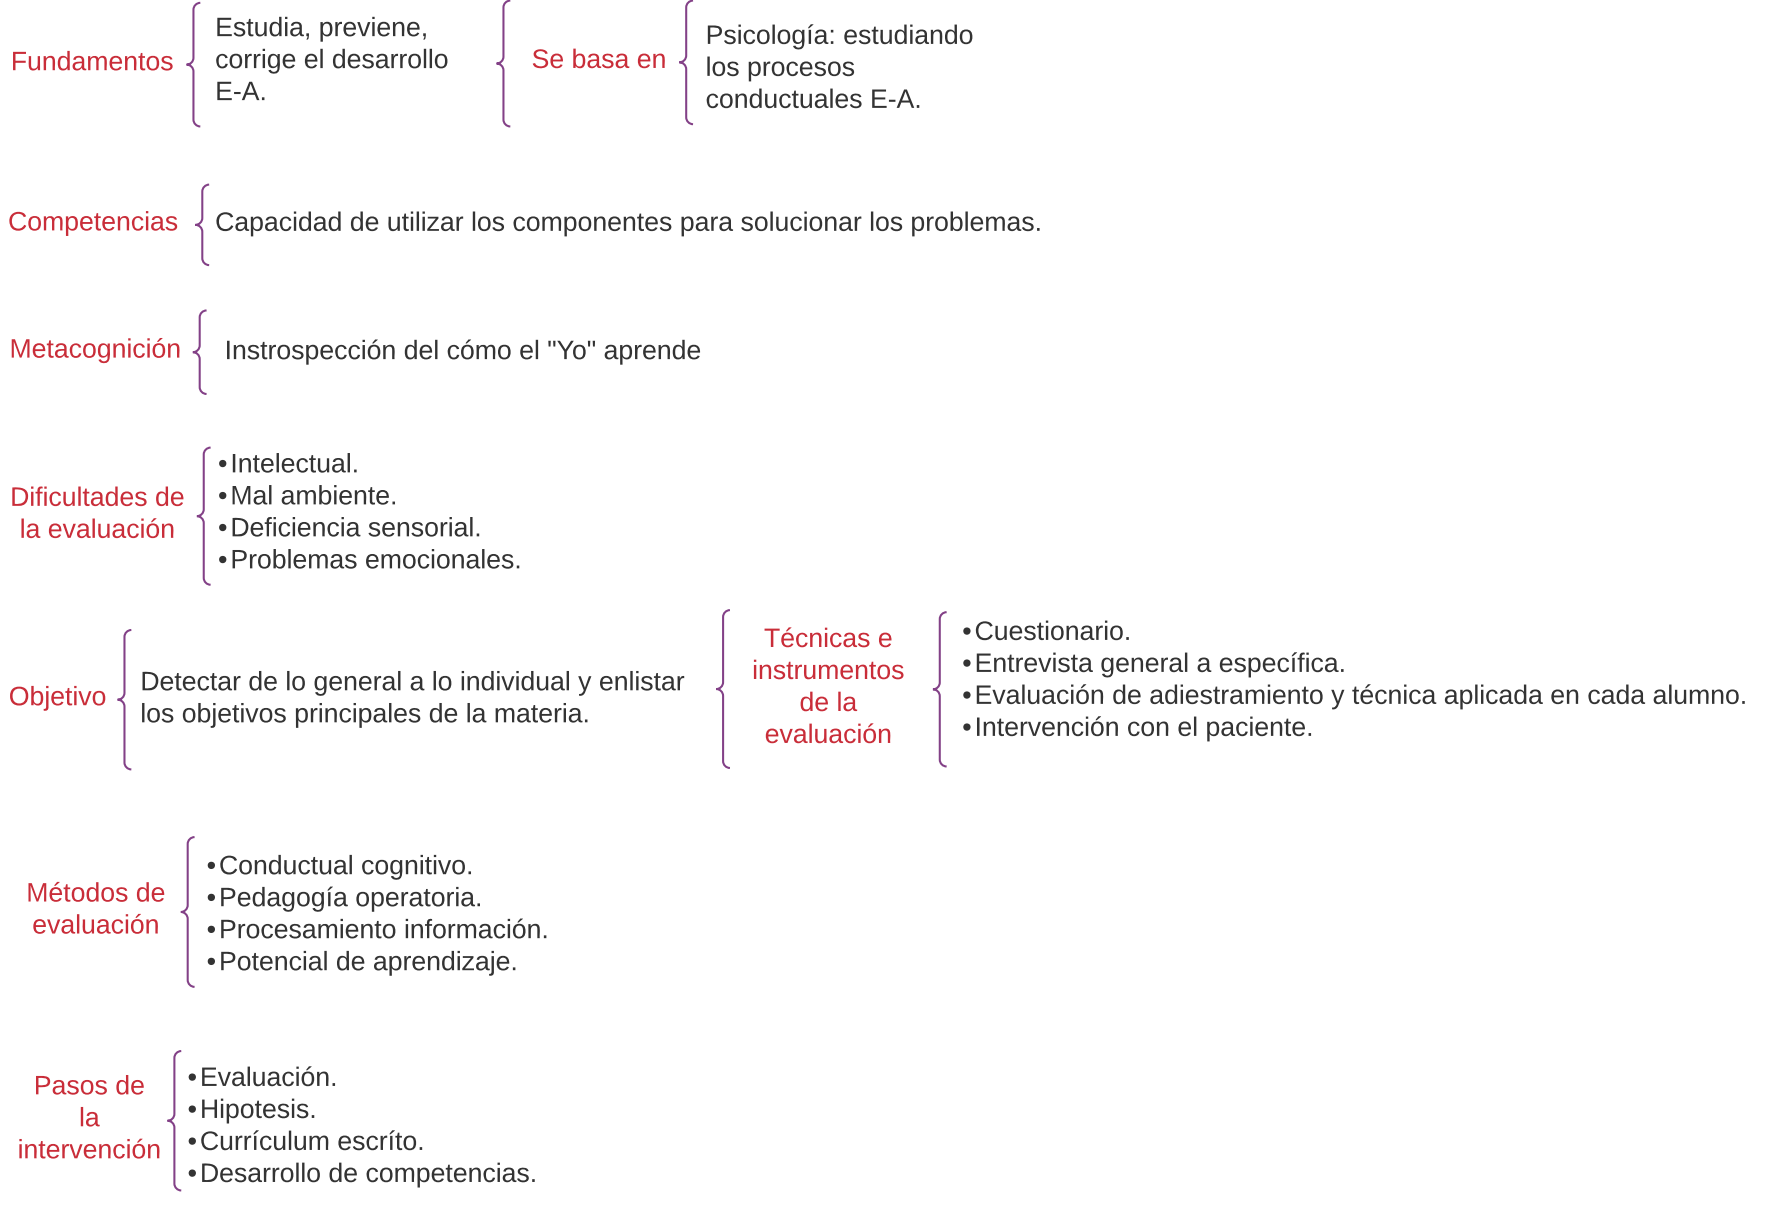 Fundamentos
Estudia, previene,
corrige el desarrollo
E-A.
Se basa en
Psicología: estudiando
los procesos
conductuales E-A.
Competencias
Capacidad de utilizar los componentes para solucionar los problemas.
Metacognición
Instrospección del cómo el "Yo" aprende
Dificultades de
la evaluación
•Intelectual.
•Mal ambiente.
•Deficiencia sensorial.
•Problemas emocionales.
Objetivo
Detectar de lo general a lo individual y enlistar
los objetivos principales de la materia.
Técnicas e
instrumentos
de la
evaluación
•Cuestionario.
•Entrevista general a específica.
•Evaluación de adiestramiento y técnica aplicada en cada alumno.
•Intervención con el paciente.
Métodos de
evaluación
•Conductual cognitivo.
•Pedagogía operatoria.
•Procesamiento información.
•Potencial de aprendizaje.
Pasos de
la
intervención
•Evaluación.
•Hipotesis.
•Currículum escríto.
•Desarrollo de competencias.